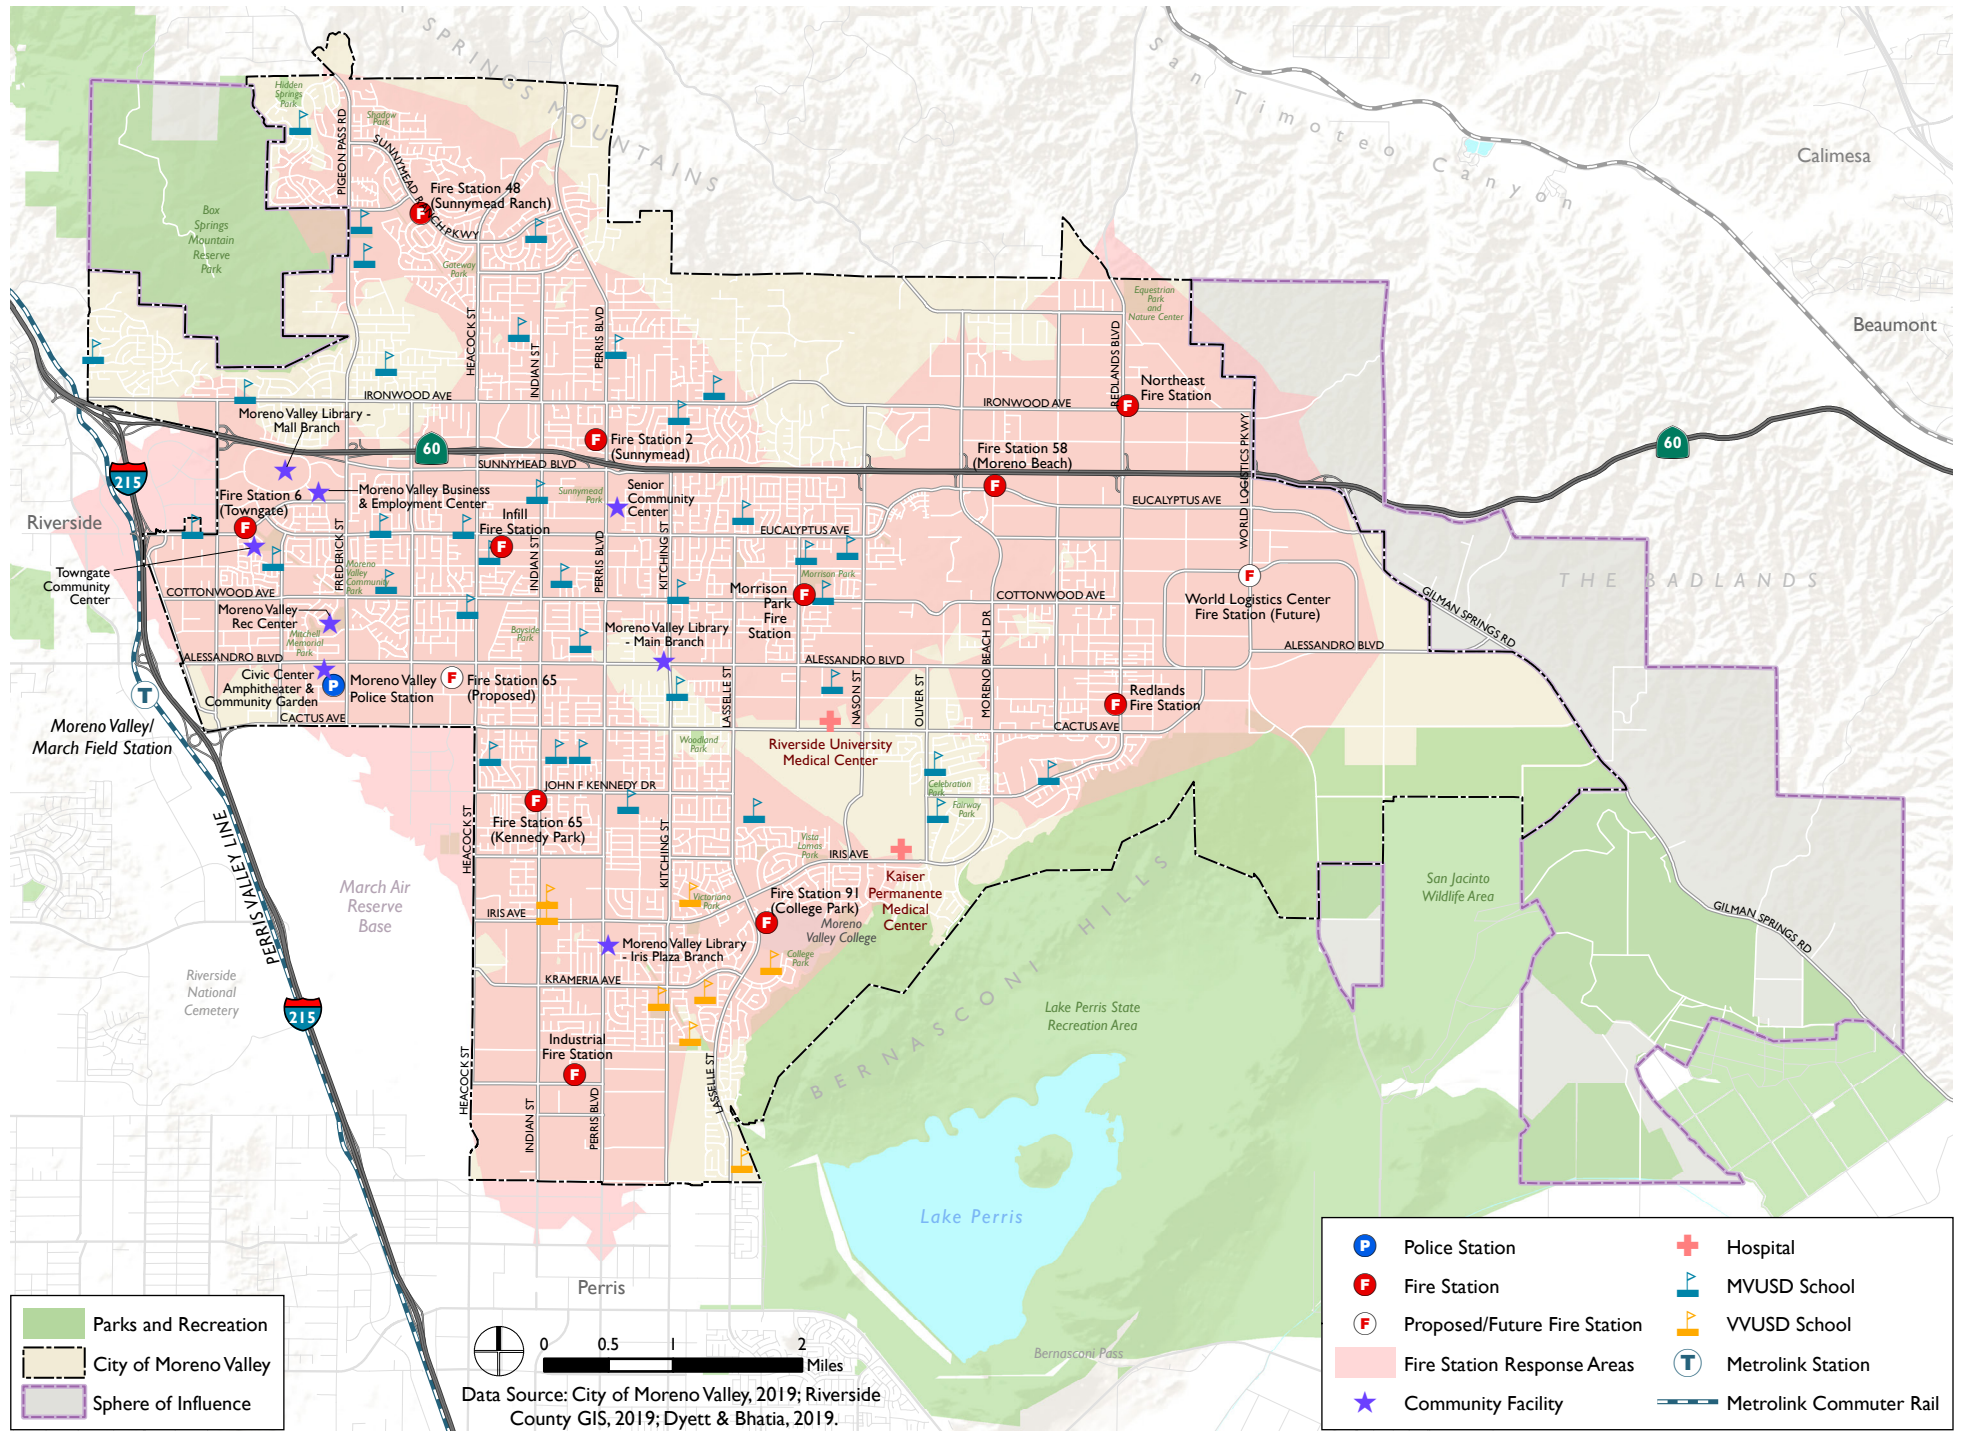 SPRINGS MOUNTAINS
San Timoteo Canyon
Calimesa
Beaumont
Hidden
Springs
Park
Shadow
Park
PIGEON PASS RD
SUNNYMEAD RANCH PKWY
Fire Station 48
(Sunnymead Ranch)
Box
Springs
Mountain
Reserve
Park
Gateway
Park
Equestrian
Park
and
Nature Center
HEACOCK ST
INDIAN ST
PERRIS BLVD
REDLANDS BLVD
IRONWOOD AVE
IRONWOOD AVE
Northeast
Fire Station
Moreno Valley Library -
Mall Branch
60
Fire Station 2
(Sunnymead)
SUNNYMEAD BLVD
Fire Station 58
(Moreno Beach)
WORLD LOGISTICS PKWY
60
215
Riverside
Fire Station 6
(Towngate)
Moreno Valley Business
& Employment Center
Infill
Fire Station
Sunnymead
Park
Senior
Community
Center
EUCALYPTUS AVE
EUCALYPTUS AVE
FREDERICK ST
INDIAN ST
PERRIS BLVD
KITCHING ST
Towngate
Community
Center
Moreno
Valley
Community
Park
Morrison Park
Morrison
Park
Fire
Station
COTTONWOOD AVE
COTTONWOOD AVE
World Logistics Center
Fire Station (Future)
THE BADLANDS
GILMAN SPRINGS RD
Moreno Valley
Rec Center
Mitchell
Memorial
Park
Bayside
Park
Moreno Valley Library
- Main Branch
MORENO BEACH DR
ALESSANDRO BLVD
ALESSANDRO BLVD
ALESSANDRO BLVD
Civic Center
Amphitheater &
Community Garden
P
Moreno Valley
Police Station
Fire Station 65
(Proposed)
LASSELLE ST
NASON ST
OLIVER ST
Redlands
Fire Station
T
Moreno Valley/
March Field Station
CACTUS AVE
CACTUS AVE
Riverside University
Medical Center
Woodland
Park
Celebration
Park
Fairway
Park
JOHN F KENNEDY DR
Fire Station 65
(Kennedy Park)
HEACOCK ST
KITCHING ST
Vista
Lomas
Park
IRIS AVE
Kaiser
Permanente
Medical
Center
PERRIS VALLEY LINE
March Air
Reserve
Base
Fire Station 91
(College Park)
Moreno
Valley College
Victoriano
Park
IRIS AVE
Moreno Valley Library
- Iris Plaza Branch
College
Park
KRAMERIA AVE
San Jacinto
Wildlife Area
GILMAN SPRINGS RD
BERNASCONI HILLS
Riverside
National
Cemetery
215
Lake Perris State
Recreation Area
Industrial
Fire Station
HEACOCK ST
INDIAN ST
PERRIS BLVD
LASSELLE ST
Lake Perris
Perris
Bernasconi Pass
Parks and Recreation
City of Moreno Valley
Sphere of Influence
0 0.5 1 2
Miles
Data Source: City of Moreno Valley, 2019; Riverside
County GIS, 2019; Dyett & Bhatia, 2019.
P Police Station
F Fire Station
F Proposed/Future Fire Station
Fire Station Response Areas
Community Facility
Hospital
MVUSD School
VVUSD School
T Metrolink Station
Metrolink Commuter Rail